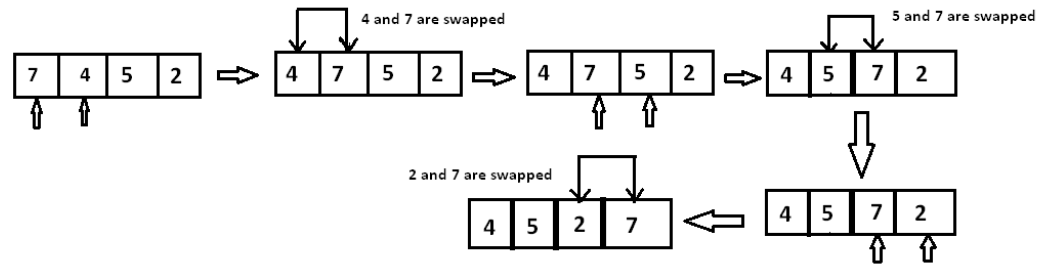 4 and 7 are swapped
5 and 7 are swapped
7 4 5 2
4 7 5 2
4 7 5 2
4 5 7 2
2 and 7 are swapped
4 5 7 2
4 5 2 7